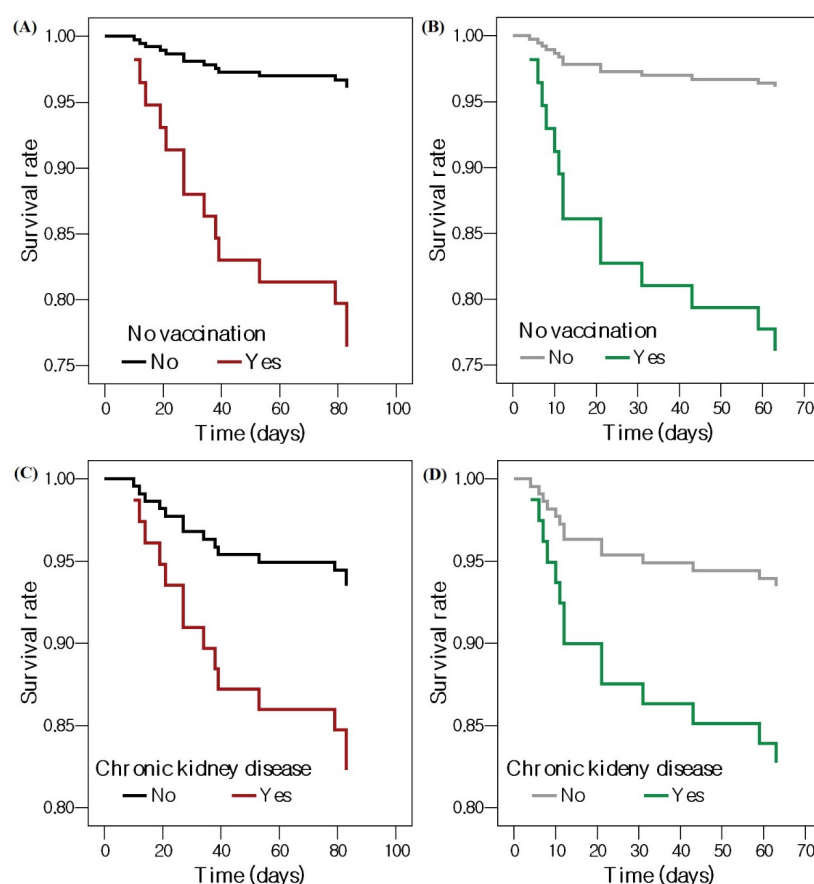 (A)
Survival rate
1.00
0.95
0.90
0.85
0.80
0.75
No vaccination
No Yes
0 20 40 60 80 100
Time (days)
(B)
Survival rate
1.00
0.95
0.90
0.85
0.80
0.75
No vaccination
No Yes
0 10 20 30 40 50 60 70
Time (days)
(C)
Survival rate
1.00
0.95
0.90
0.85
0.80
Chronic kidney disease
No Yes
0 20 40 60 80 100
Time (days)
(D)
Survival rate
1.00
0.95
0.90
0.85
0.80
Chronic kideny disease
No Yes
0 10 20 30 40 50 60 70
Time (days)